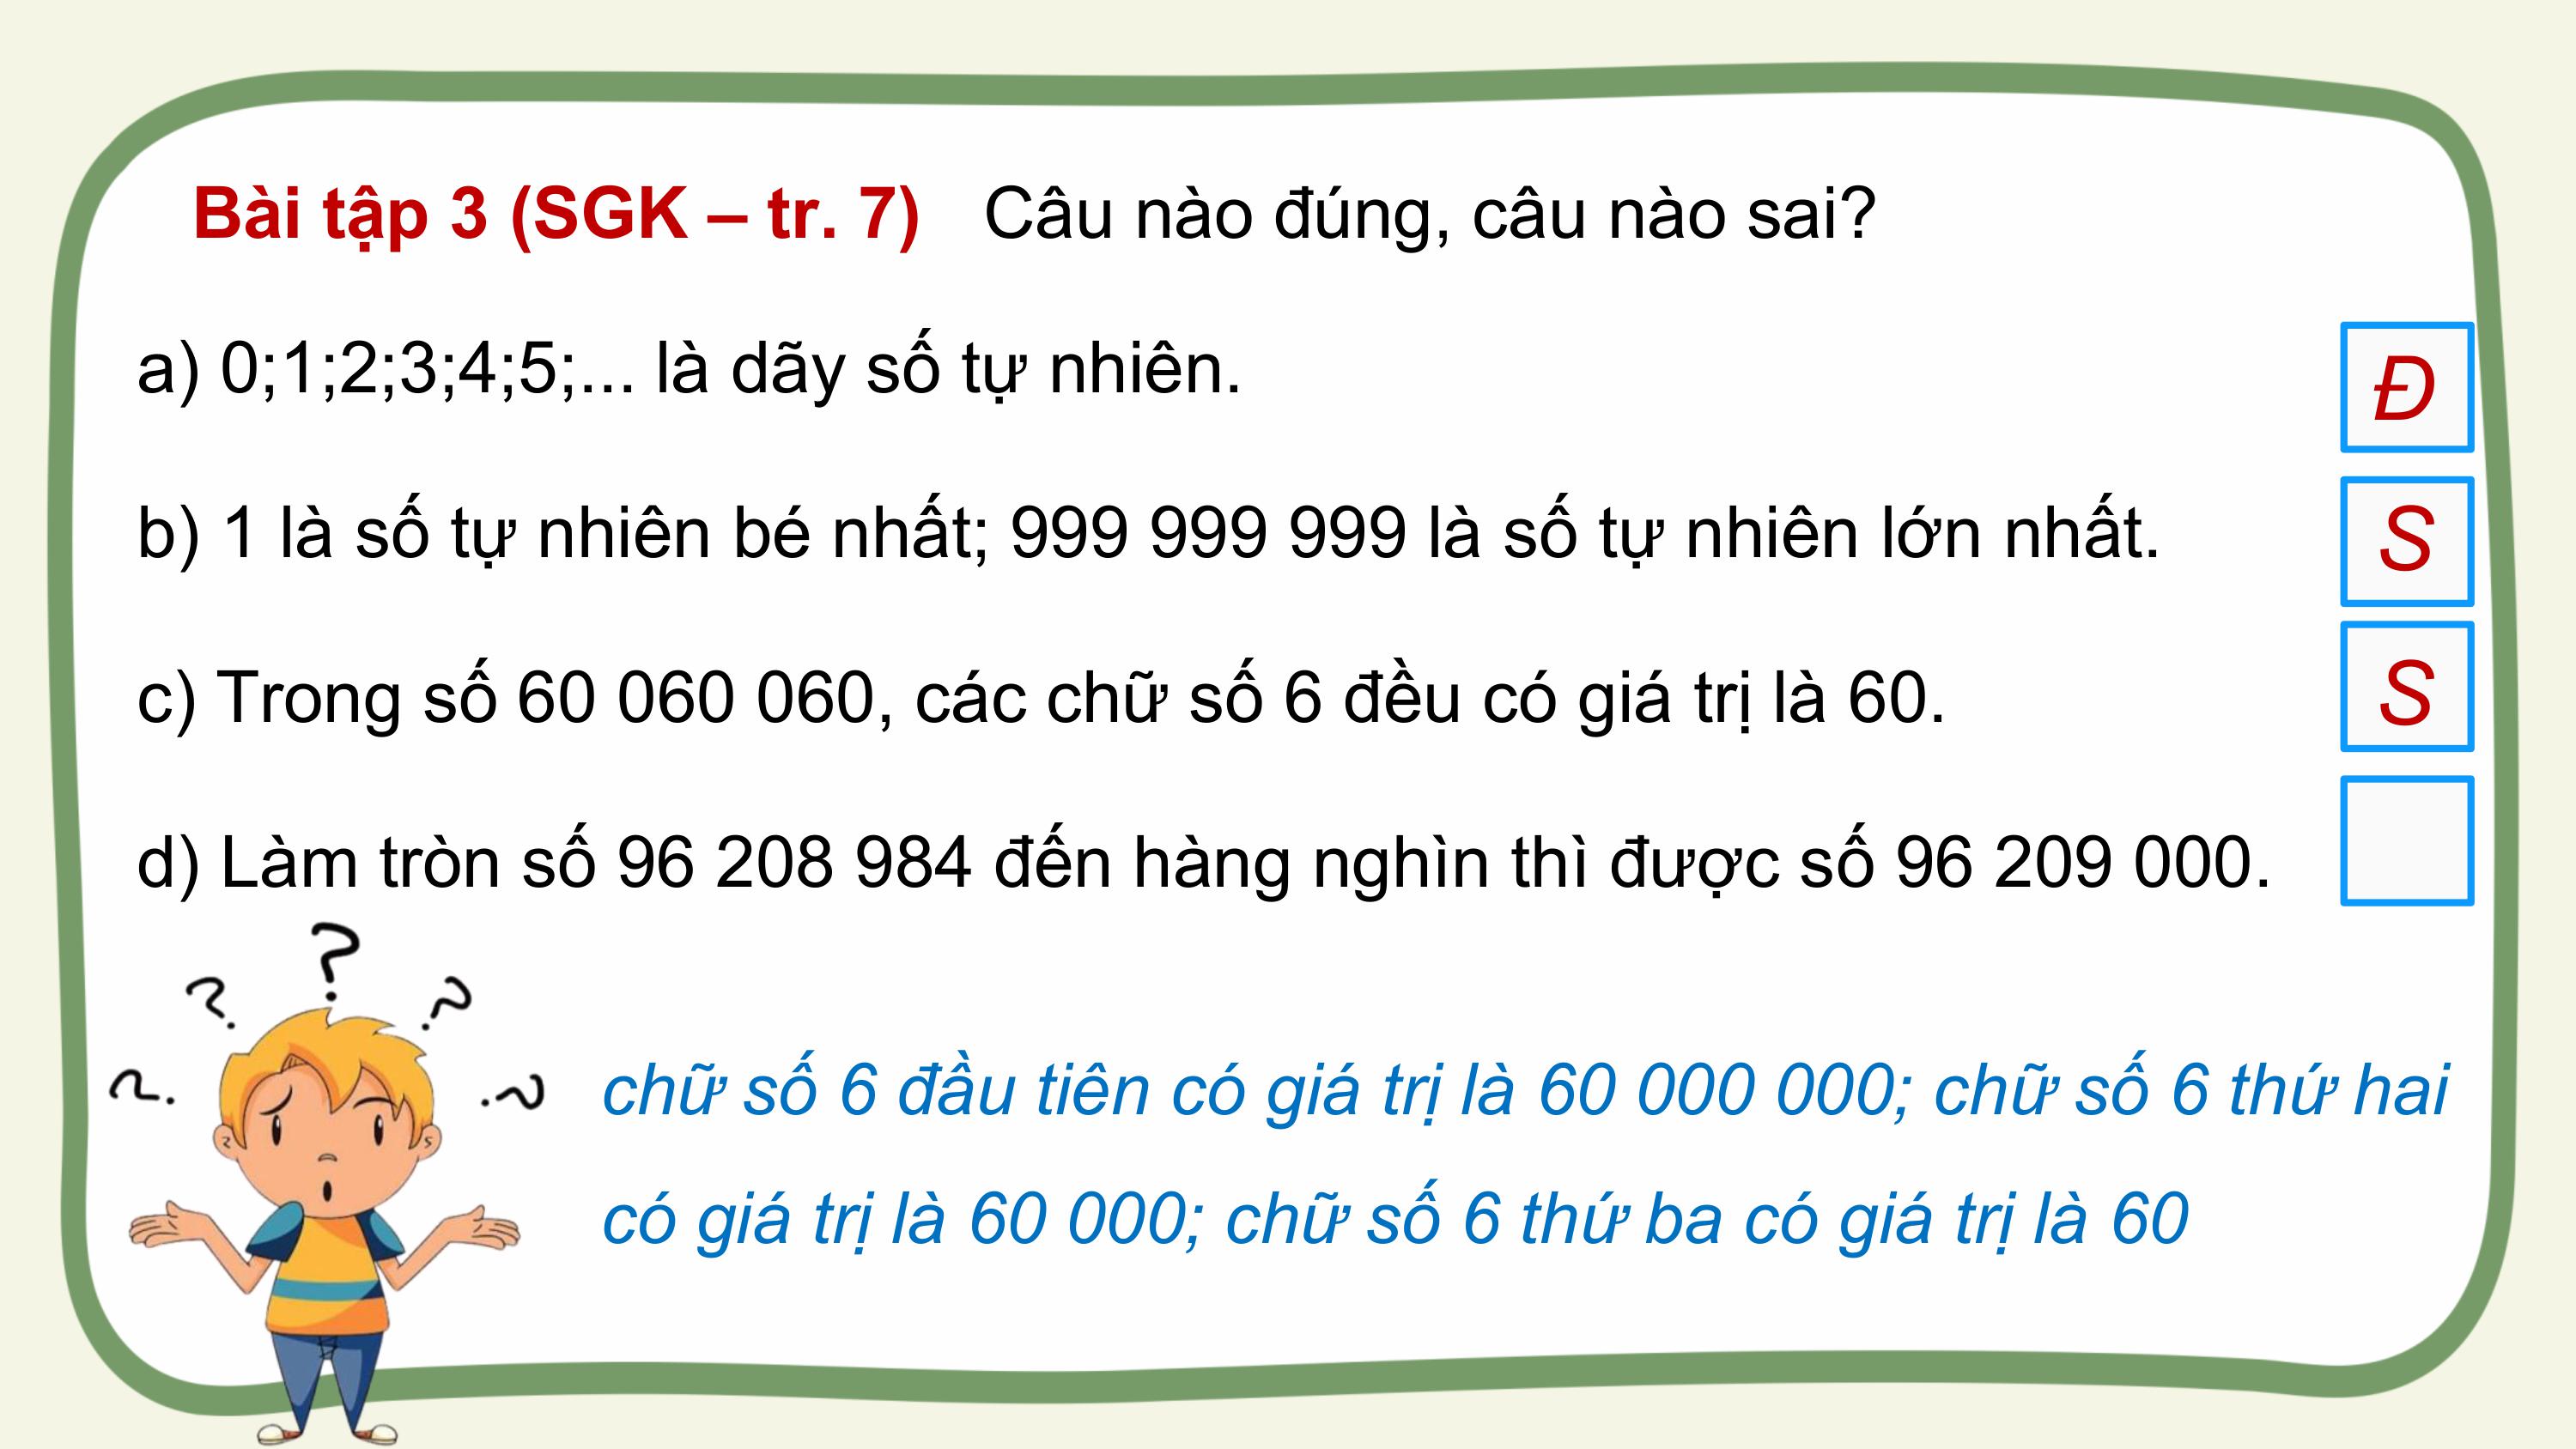 Bài tập 3 (SGK – tr. 7) Câu nào đúng, câu nào sai?
a) 0;1;2;3;4;5;... là dãy số tự nhiên.
Đ
b) 1 là số tự nhiên bé nhất; 999 999 999 là số tự nhiên lớn nhất.
S
c) Trong số 60 060 060, các chữ số 6 đều có giá trị là 60.
S
d) Làm tròn số 96 208 984 đến hàng nghìn thì được số 96 209 000.
? ? ? ? ?
chữ số 6 đầu tiên có giá trị là 60 000 000; chữ số 6 thứ hai
có giá trị là 60 000; chữ số 6 thứ ba có giá trị là 60